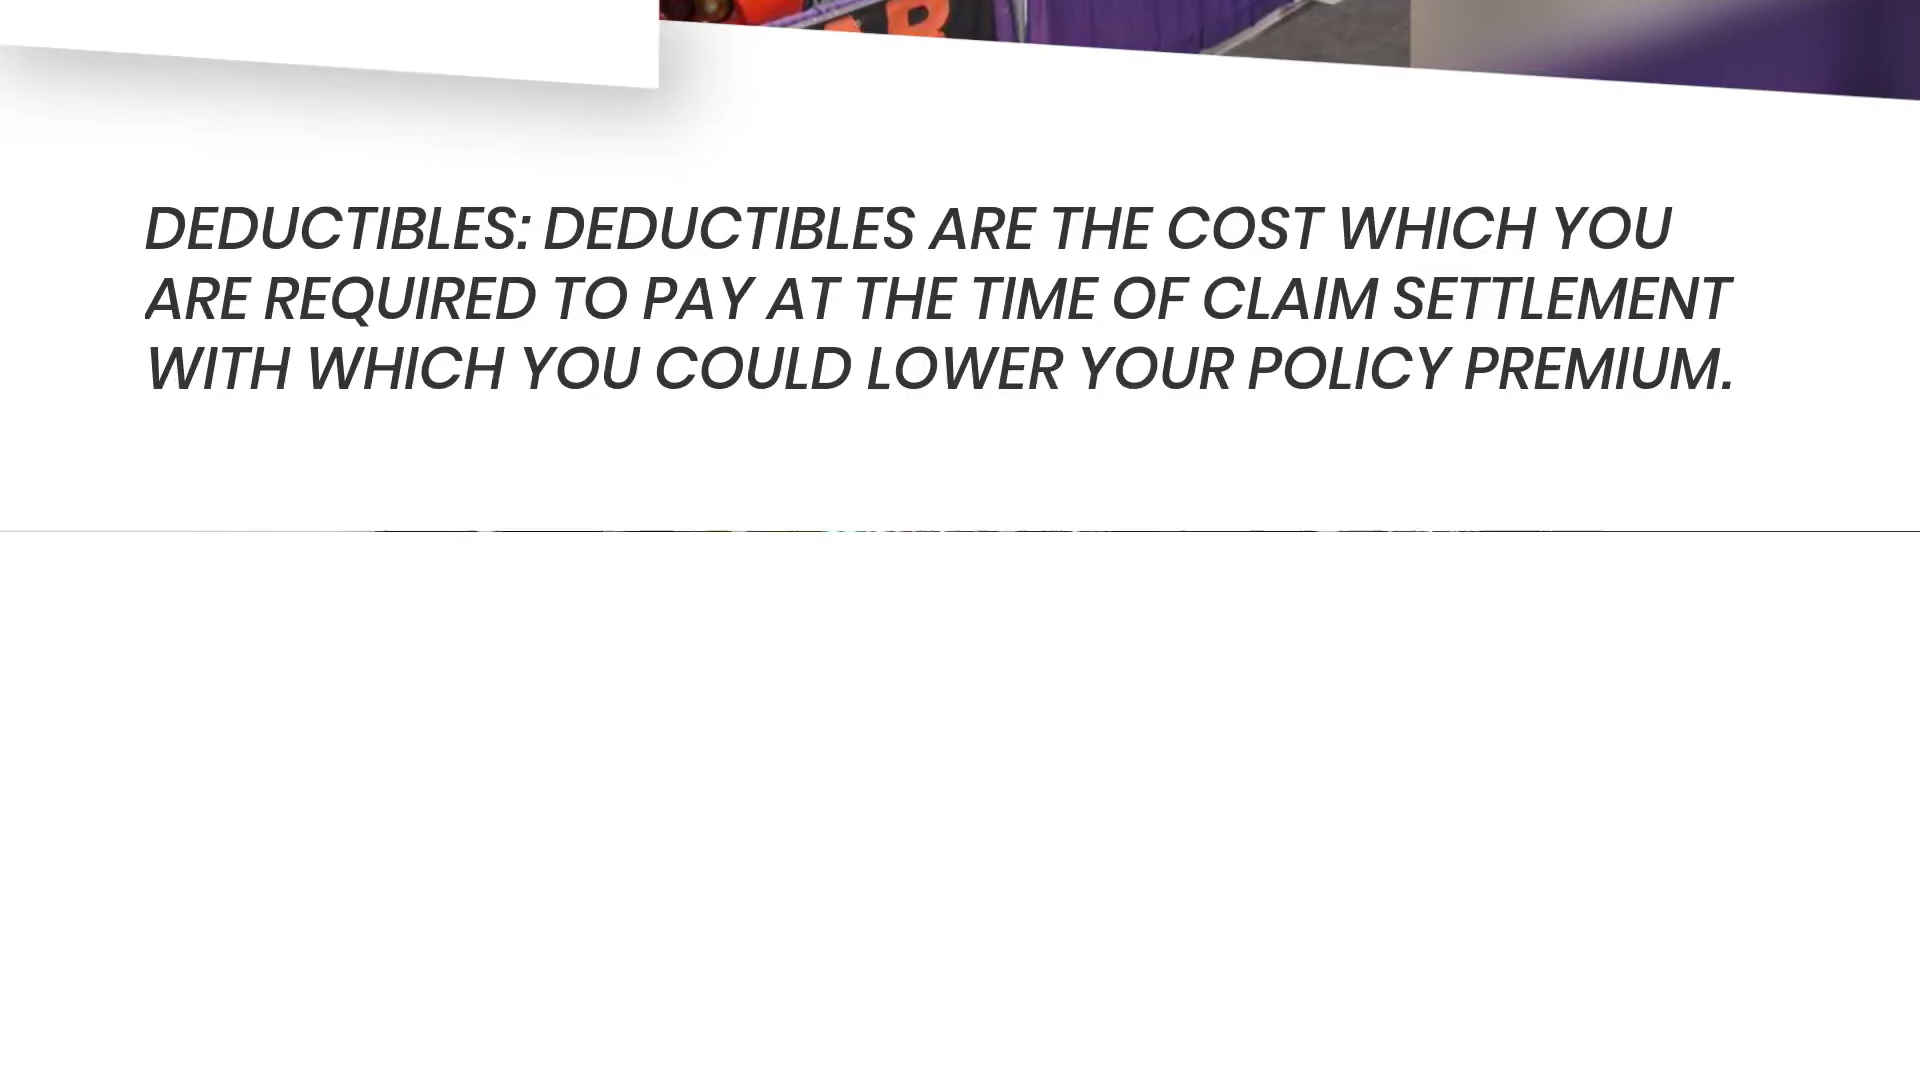 DEDUCTIBLES: DEDUCTIBLES ARE THE COST WHICH YOU
ARE REQUIRED TO PAY AT THE TIME OF CLAIM SETTLEMENT
WITH WHICH YOU COULD LOWER YOUR POLICY PREMIUM.